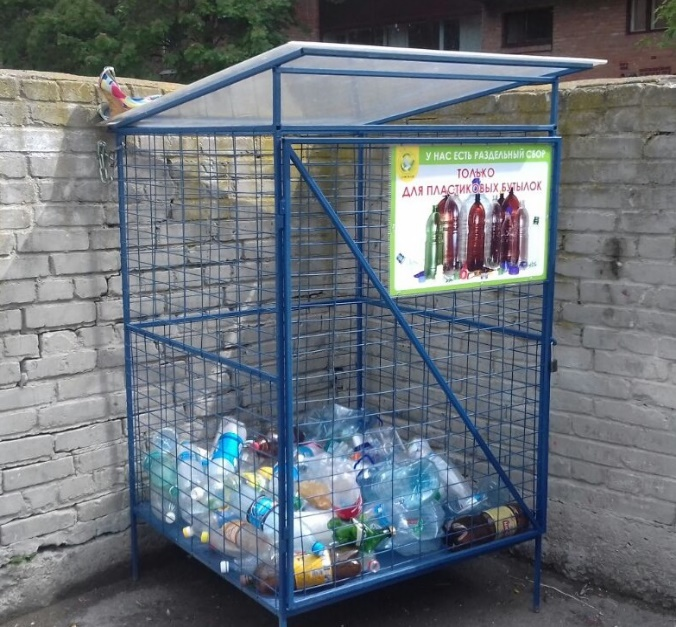 У НАС ЕСТЬ РАЗДЕЛЬНЫЙ СБОР
ТОЛЬКО
ДЛЯ ПЛАСТИКОВЫХ БУТЫЛОК